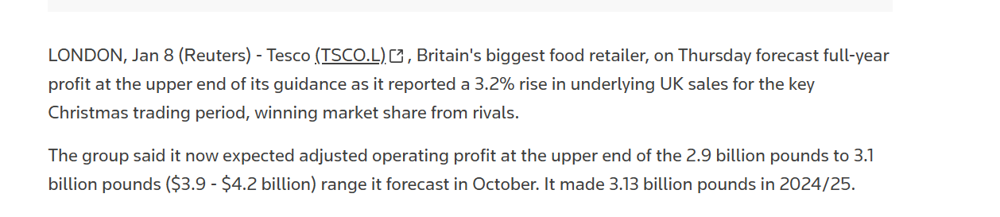 LONDON, Jan 8 (Reuters) - Tesco (TSCO.L) , Britain's biggest food retailer, on Thursday forecast full-year
profit at the upper end of its guidance as it reported a 3.2% rise in underlying UK sales for the key
Christmas trading period, winning market share from rivals.
The group said it now expected adjusted operating profit at the upper end of the 2.9 billion pounds to 3.1
billion pounds ($3.9 - $4.2 billion) range it forecast in October. It made 3.13 billion pounds in 2024/25.